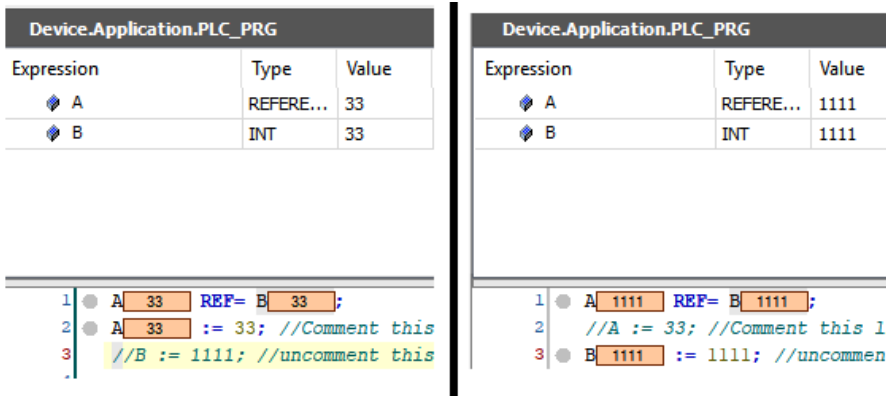 Device.Application.PLC_PRG
Expression Type Value
A REFERE... 33
B INT 33
1 A 33 REF= B 33 ;
2 A 33 := 33; //Comment this
3 //B := 1111; //uncomment this
Device.Application.PLC_PRG
Expression Type Value
A REFERE... 1111
B INT 1111
1 A 1111 REF= B 1111 ;
2 //A := 33; //Comment this l
3 B 1111 := 1111; //uncommen